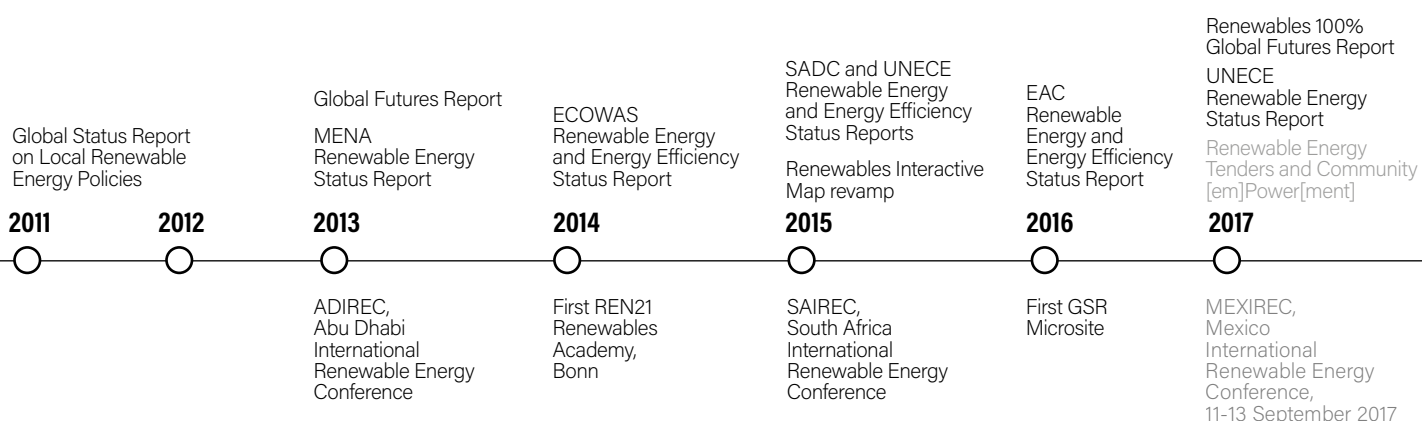 Global Status Report
on Local Renewable
Energy Policies
2011
2012
Global Futures Report
MENA
Renewable Energy
Status Report
2013
ADIREC,
Abu Dhabi
International
Renewable Energy
Conference
ECOWAS
Renewable Energy
and Energy Efficiency
Status Report
2014
First REN21
Renewables
Academy,
Bonn
SADC and UNECE
Renewable Energy
and Energy Efficiency
Status Reports
Renewables Interactive
Map revamp
2015
SAIREC,
South Africa
International
Renewable Energy
Conference
EAC
Renewable
Energy and
Energy Efficiency
Status Report
2016
First GSR
Microsite
Renewables 100%
Global Futures Report
UNECE
Renewable Energy
Status Report
Renewable Energy
Tenders and Community
[em]Power[ment]
2017
MEXIREC,
Mexico
International
Renewable Energy
Conference,
11-13 September 2017